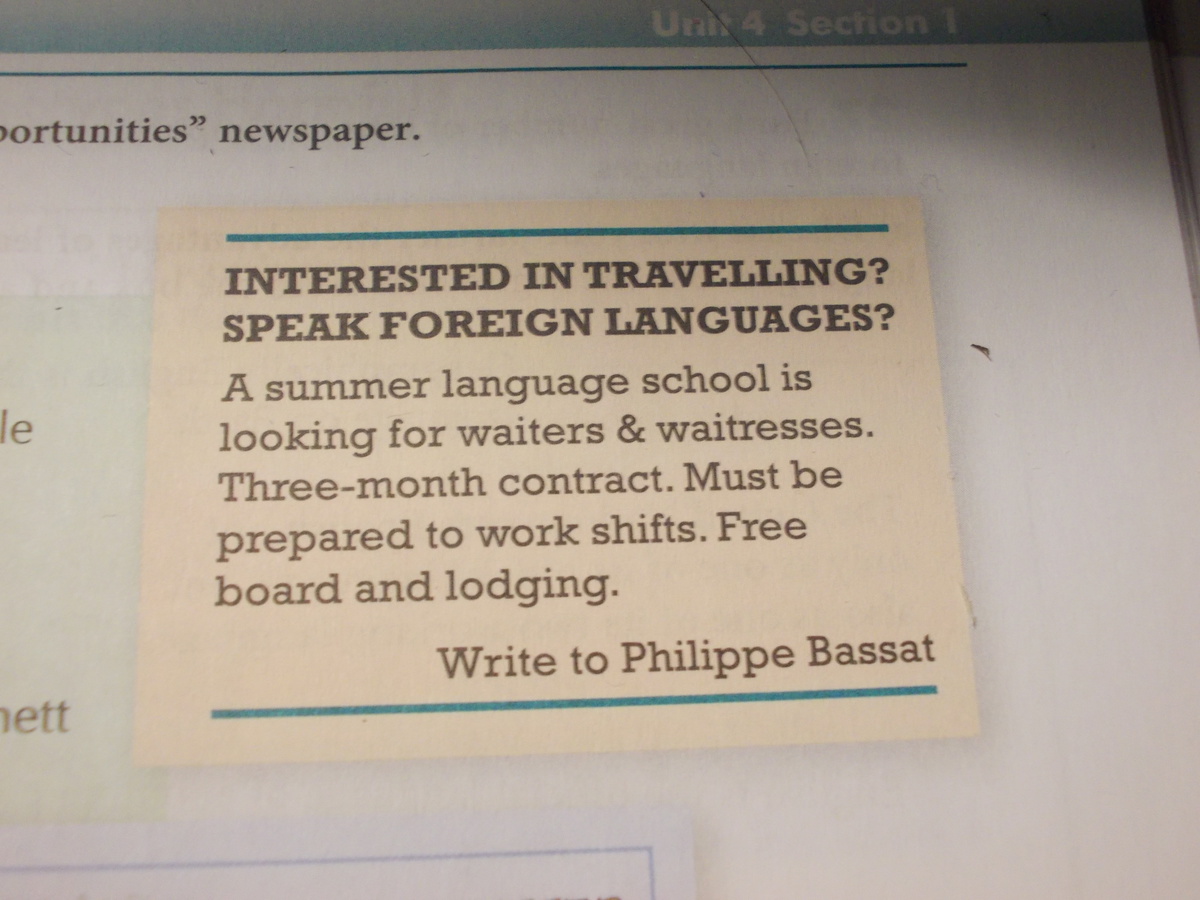 Unit 4 Section 1
portunities” newspaper.
INTERESTED IN TRAVELLING?
SPEAK FOREIGN LANGUAGES?
A summer language school is
looking for waiters & waitresses.
Three-month contract. Must be
prepared to work shifts. Free
board and lodging.
Write to Philippe Bassat
le
nett